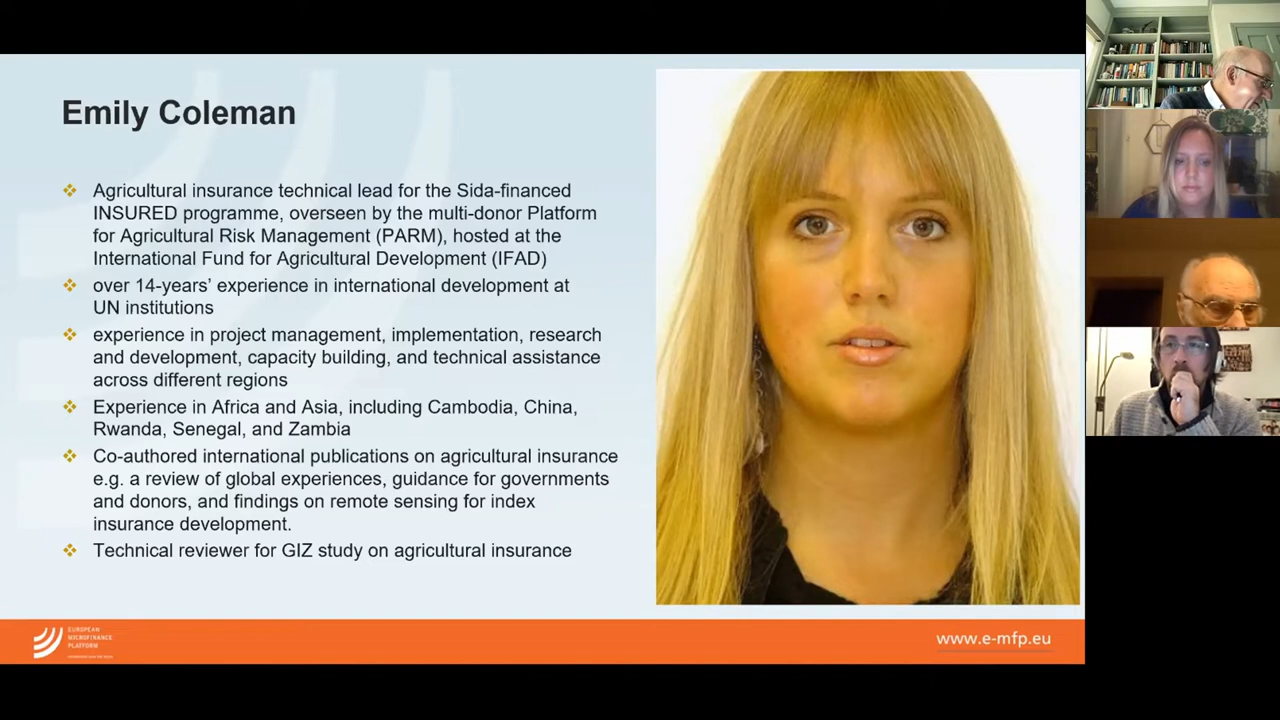 Emily Coleman
❖ Agricultural insurance technical lead for the Sida-financed
INSURED programme, overseen by the multi-donor Platform
for Agricultural Risk Management (PARM), hosted at the
International Fund for Agricultural Development (IFAD)
❖ over 14-years’ experience in international development at
UN institutions
❖ experience in project management, implementation, research
and development, capacity building, and technical assistance
across different regions
❖ Experience in Africa and Asia, including Cambodia, China,
Rwanda, Senegal, and Zambia
❖ Co-authored international publications on agricultural insurance
e.g. a review of global experiences, guidance for governments
and donors, and findings on remote sensing for index
insurance development.
❖ Technical reviewer for GIZ study on agricultural insurance
EUROPEAN
MICROFINANCE
PLATFORM
www.e-mfp.eu